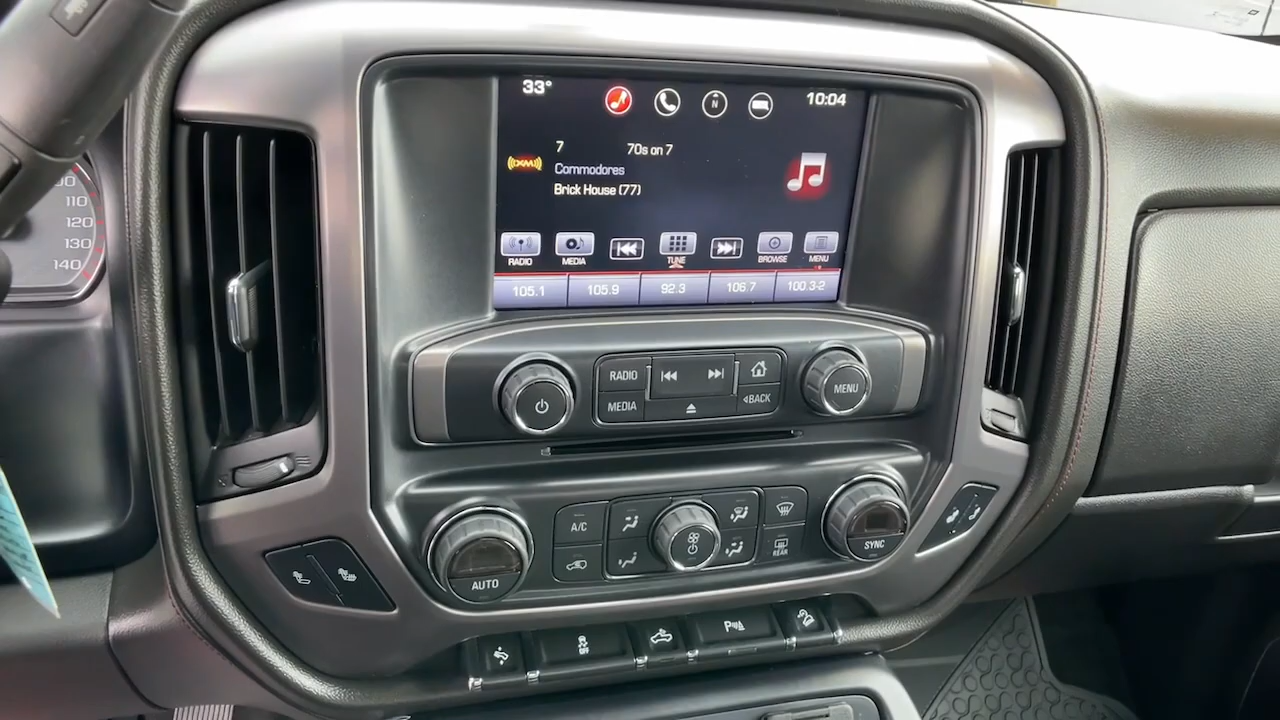 33°
N
10:04
7 70s on 7
((XM))
Commodores
Brick House (77)
RADIO MEDIA TUNE BROWSE MENU
105.1 105.9 92.3 106.7 100.3-2
110
120
130
140
RADIO
MEDIA
BACK
MENU
A/C
AUTO
REAR
SYNC
OFF
P